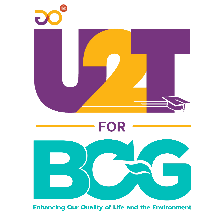 U2T
FOR
BCG
Enhancing Our Quality of Life and the Environment